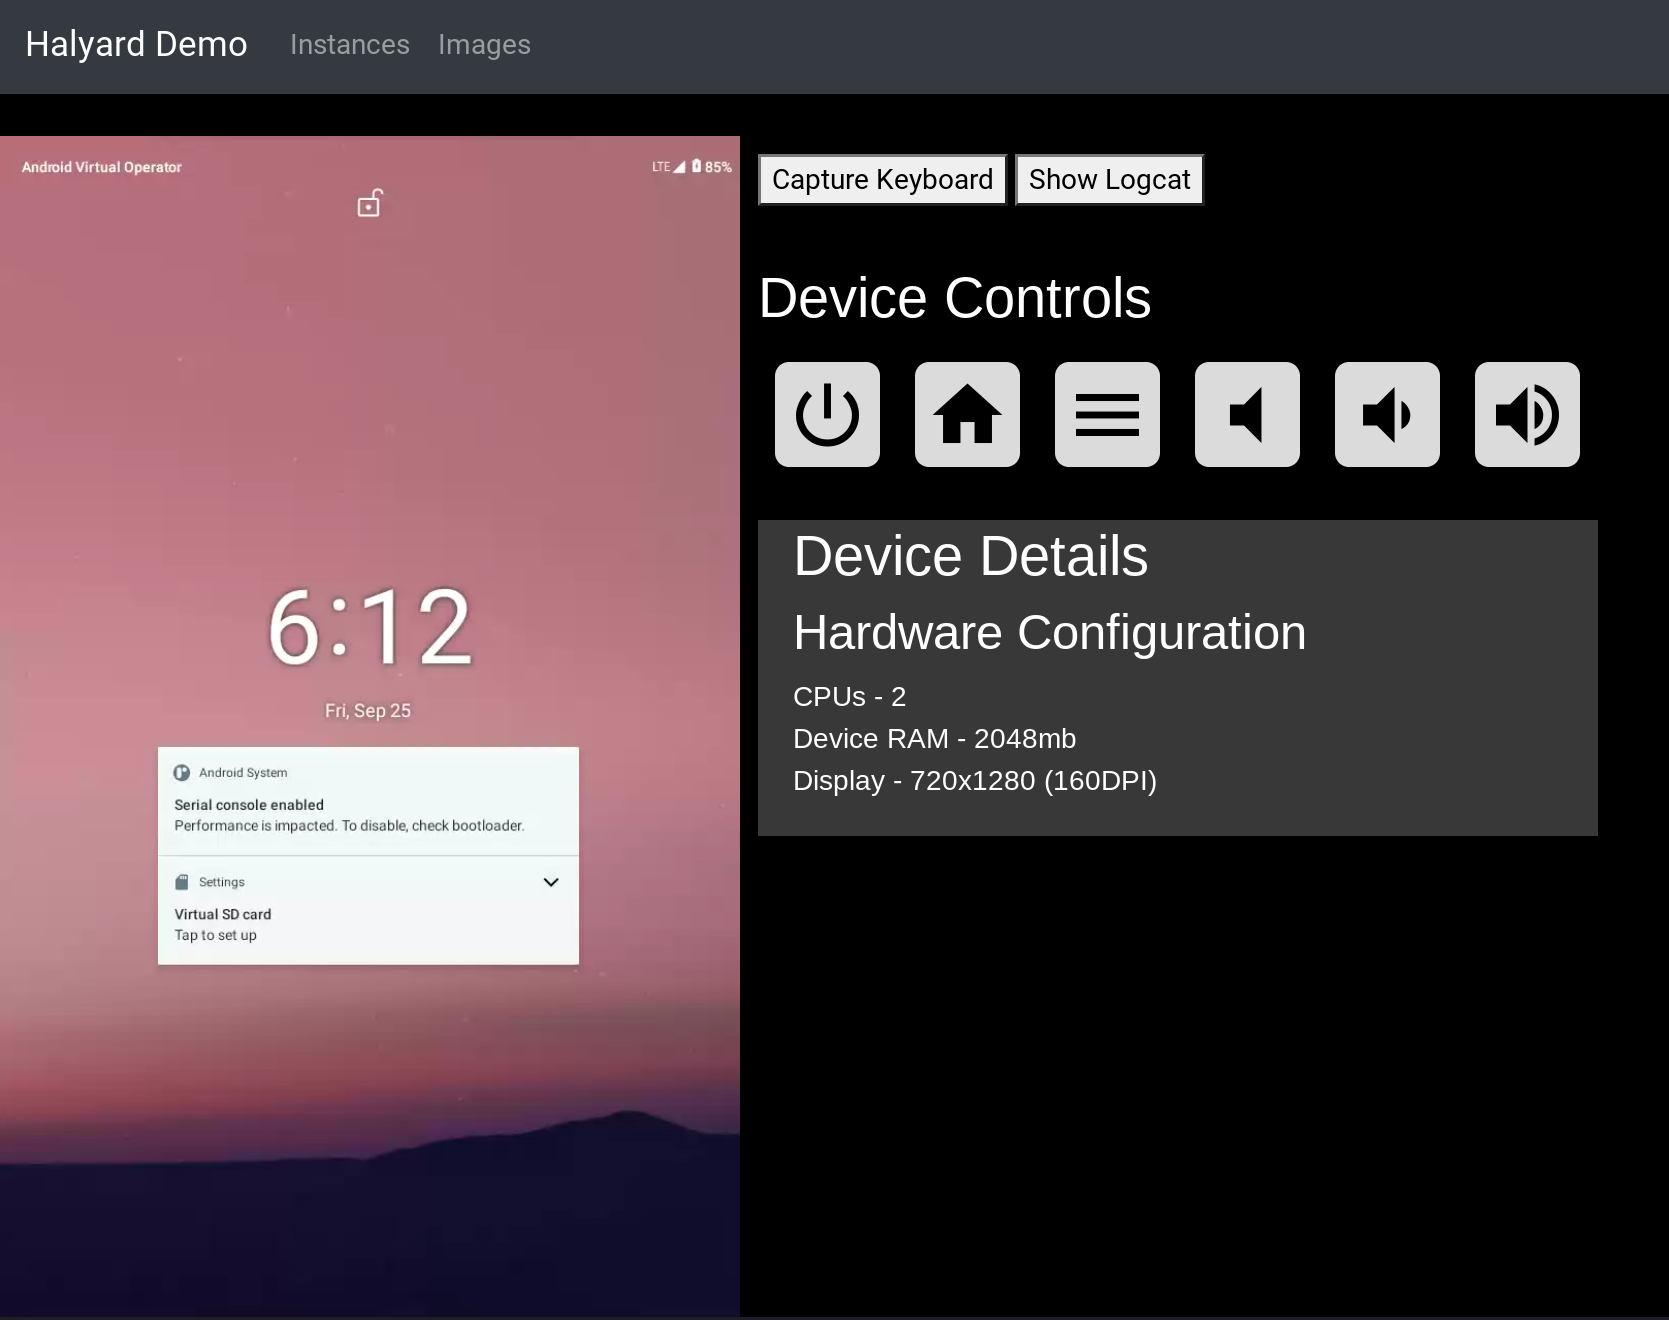 Halyard Demo Instances Images
Android Virtual Operator LTE 85%
6:12
Fri, Sep 25
Android System
Serial console enabled
Performance is impacted. To disable, check bootloader.
Settings
Virtual SD card
Tap to set up
Capture Keyboard Show Logcat
Device Controls
Device Details
Hardware Configuration
CPUs - 2
Device RAM - 2048mb
Display - 720x1280 (160DPI)